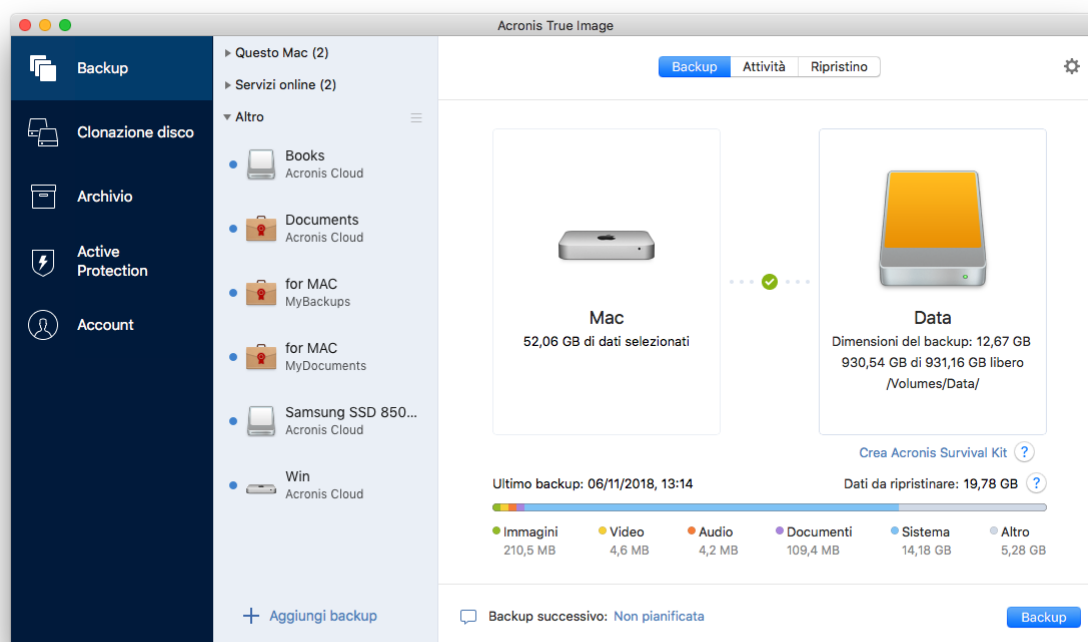 Acronis True Image
Backup
Clonazione disco
Archivio
Active
Protection
Account
Questo Mac (2)
Servizi online (2)
Altro
Books
Acronis Cloud
Documents
Acronis Cloud
for MAC
MyBackups
for MAC
MyDocuments
Samsung SSD 850...
Acronis Cloud
Win
Acronis Cloud
Aggiungi backup
Backup Attività Ripristino
Mac
52,06 GB di dati selezionati
Data
Dimensioni del backup: 12,67 GB
930,54 GB di 931,16 GB libero
/Volumes/Data/
Crea Acronis Survival Kit ?
Ultimo backup: 06/11/2018, 13:14
Dati da ripristinare: 19,78 GB ?
Immagini Video Audio Documenti Sistema Altro
210,5 MB 4,6 MB 4,2 MB 109,4 MB 14,18 GB 5,28 GB
Backup successivo: Non pianificata
Backup